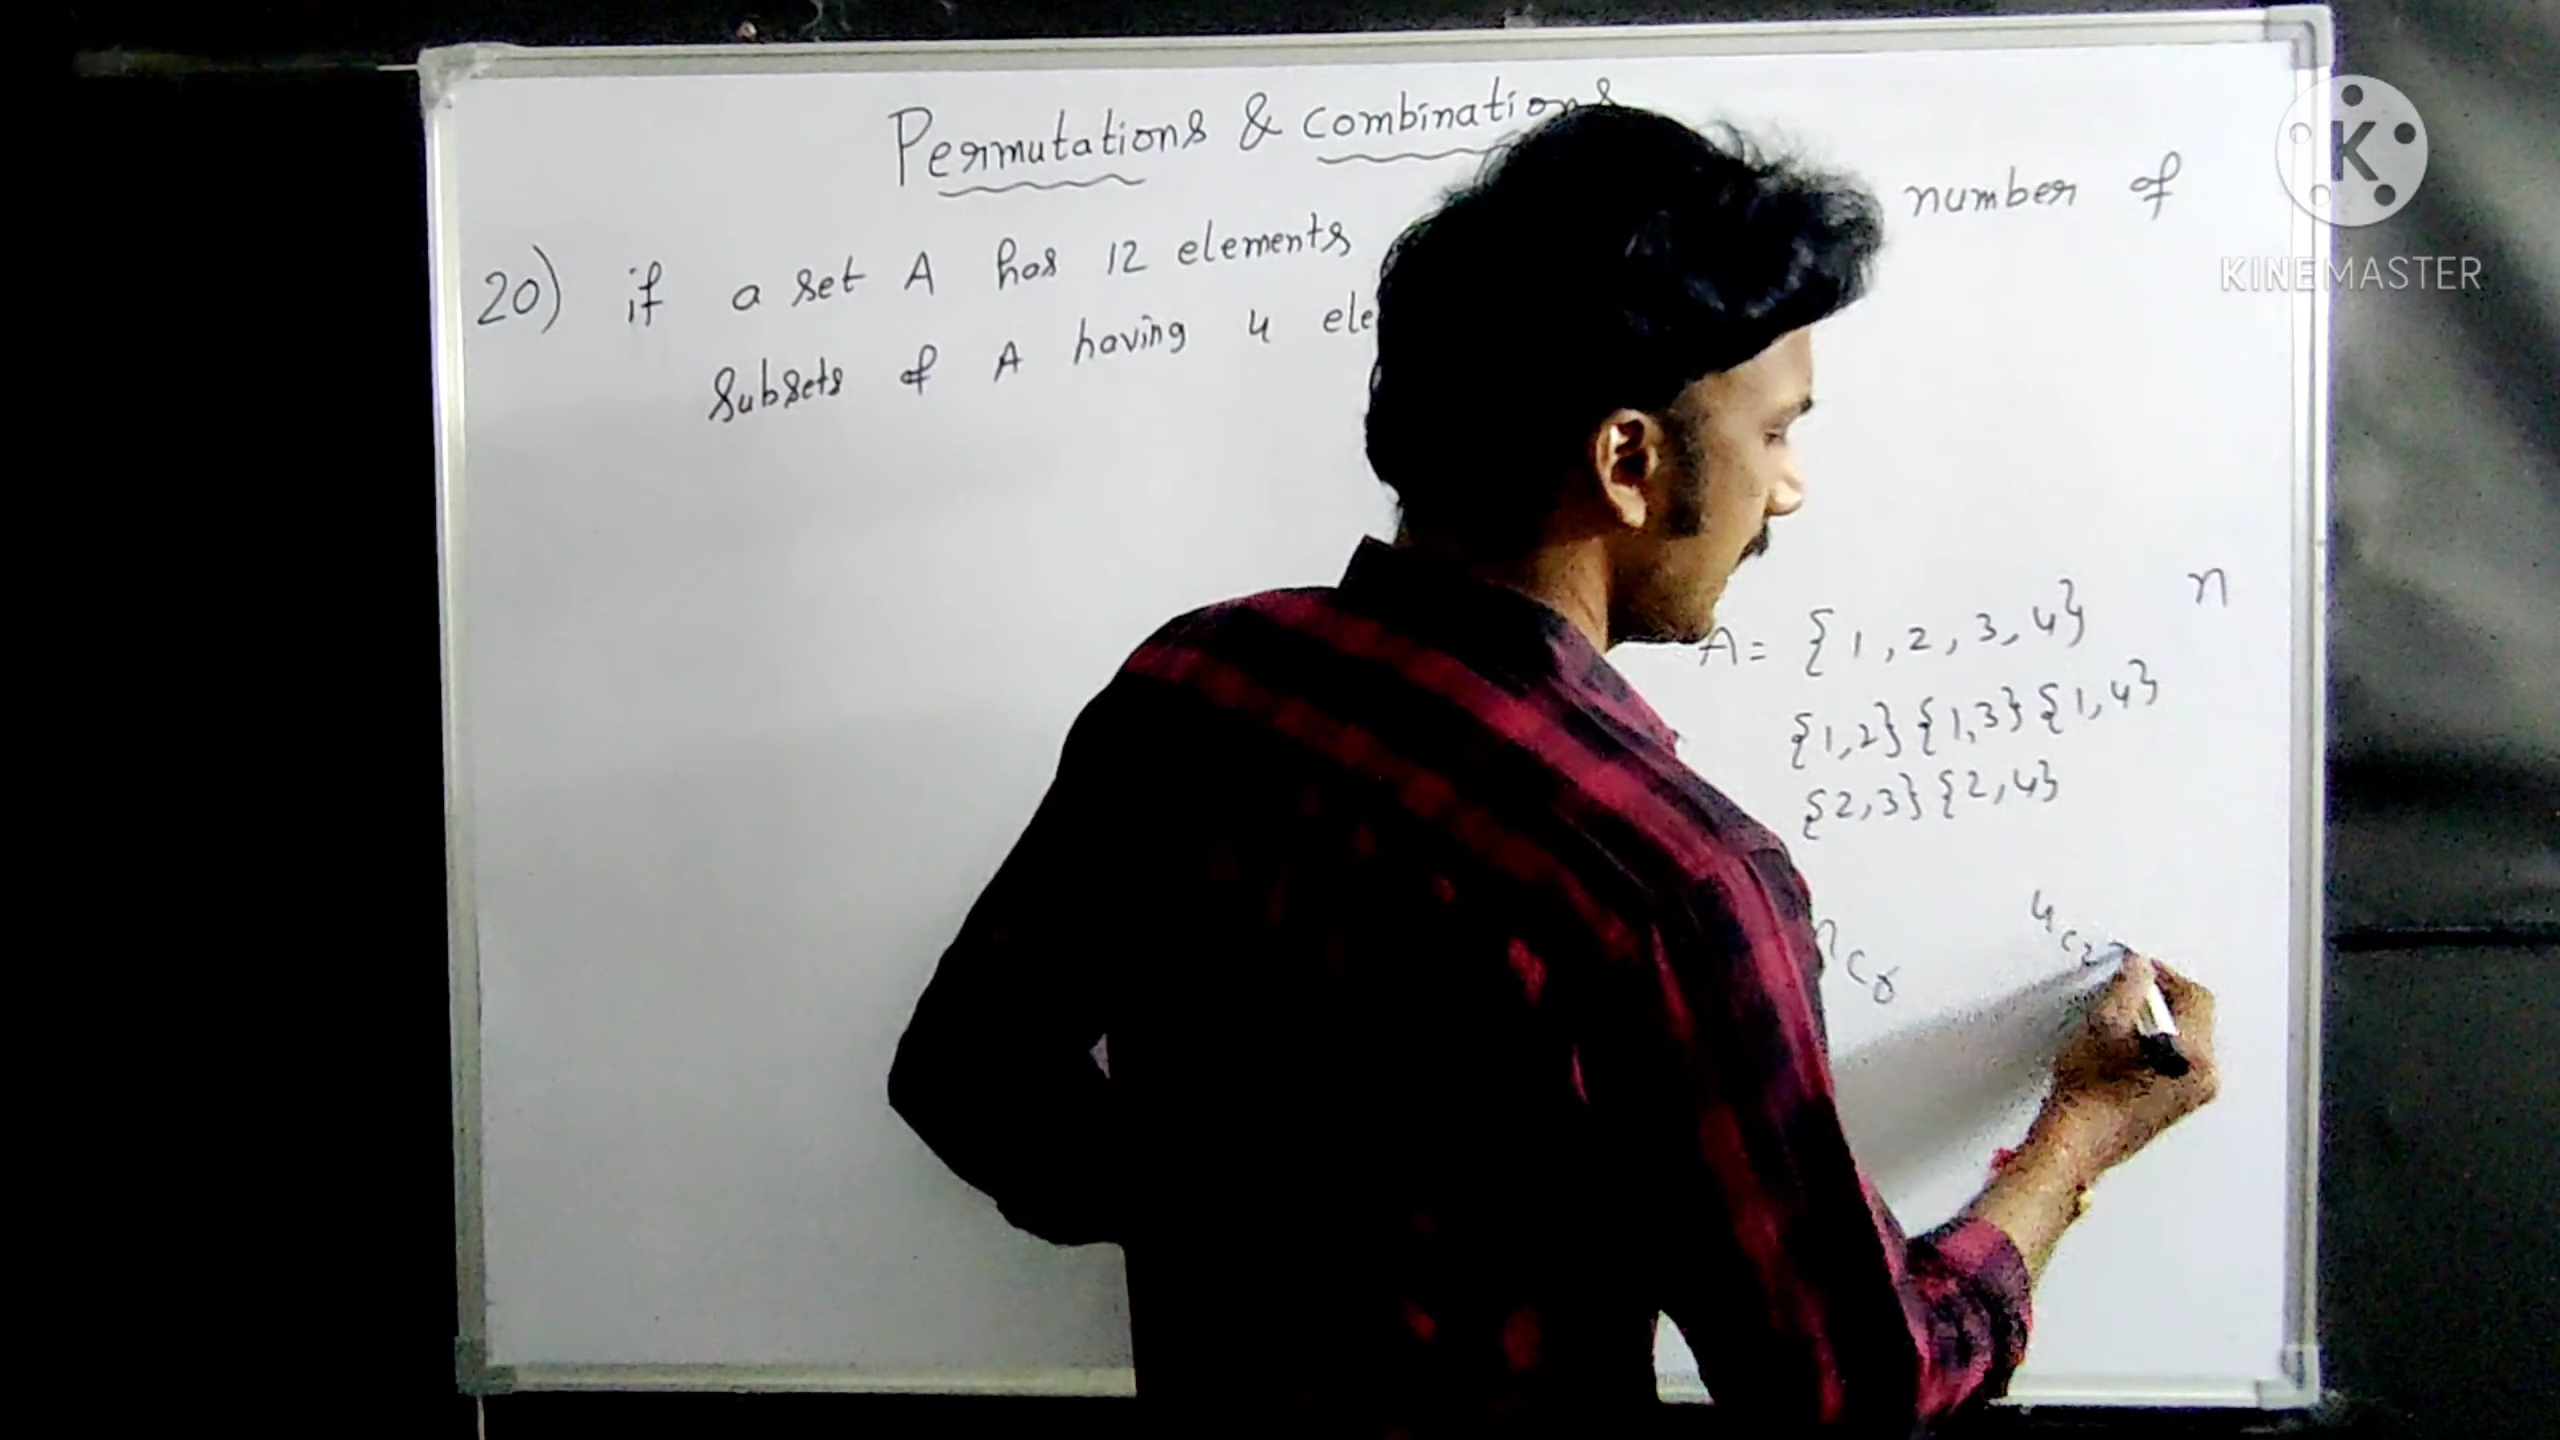 Permutations & combinations
20) if a set A has 12 elements number of
subsets of A having 4 ele
A = {1, 2, 3, 4} n
{1,2} {1,3} {1,4}
{2,3} {2,4}
nCr 4C2
K
KINEMASTER